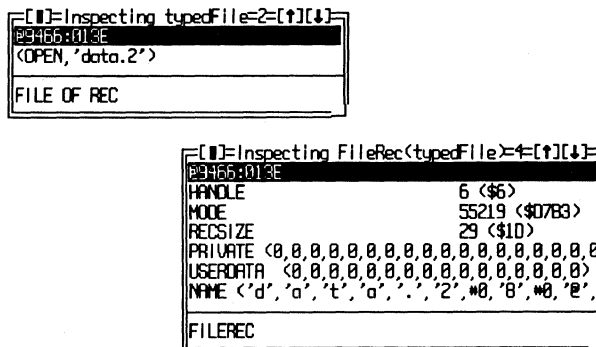 [■]=Inspecting typedFile=2=[↑][↓]
@9466:013E
(OPEN,'data.2')
FILE OF REC
[■]=Inspecting FileRec(typedFile)=4=[↑][↓]=
@9466:013E
HANDLE 6 ($6)
MODE 55219 ($D7B3)
RECSIZE 29 ($1D)
PRIVATE (0,0,0,0,0,0,0,0,0,0,0,0,0,0,0,0,0
USERDATA (0,0,0,0,0,0,0,0,0,0,0,0,0,0,0,0)
NAME ('d','a','t','a','.','2',#0,'B',#0,'@',
FILEREC